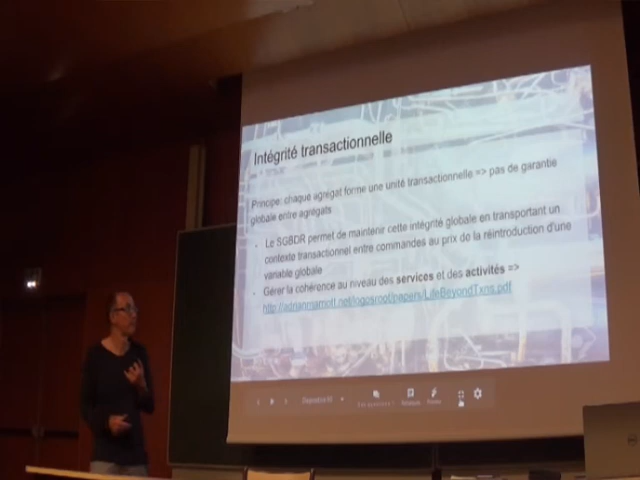 Intégrité transactionnelle
Principe: chaque agrégat forme une unité transactionnelle => pas de garantie
globale entre agrégats
- Le SGBDR permet de maintenir cette intégrité globale en transportant un
contexte transactionnel entre commandes au prix de la réintroduction d'une
variable globale
- Gérer la cohérence au niveau des services et des activités =>
http://adrianmarriott.net/logosroot/papers/LifeBeyondTxns.pdf